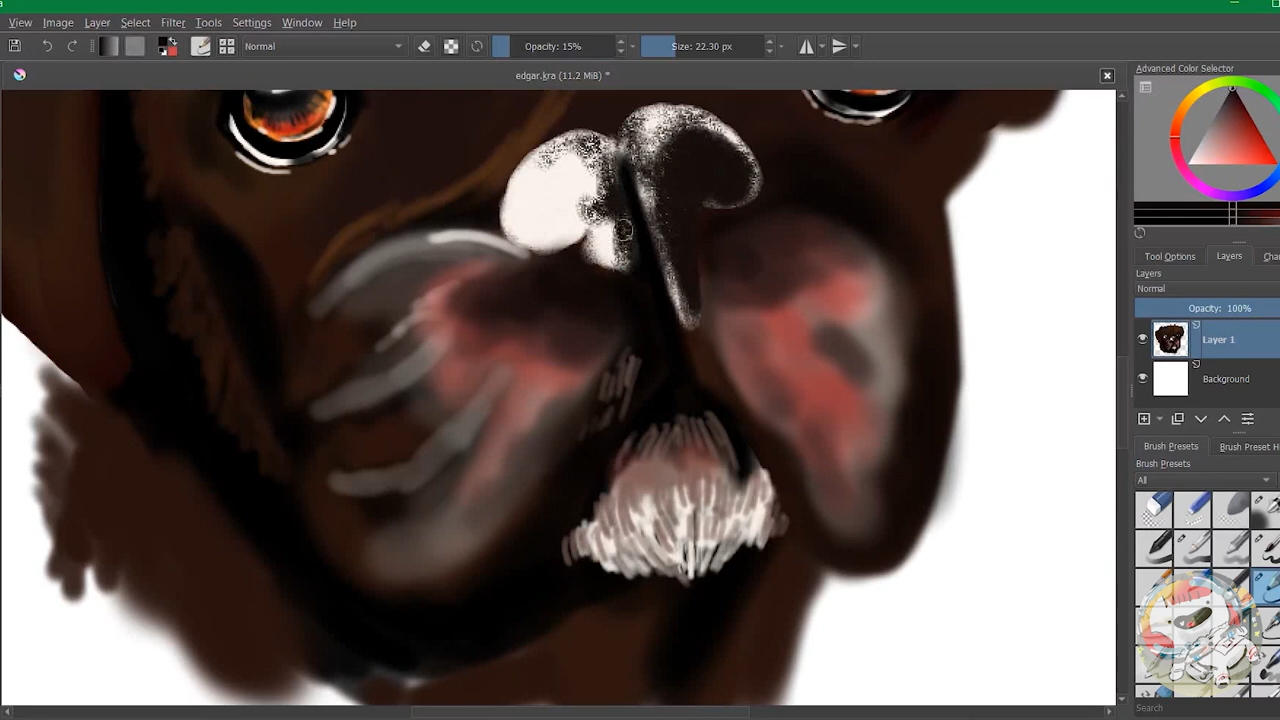 View Image Layer Select Filter Tools Settings Window Help
Normal Opacity: 15% Size: 22.30 px
edgar.kra (11.2 MiB) *
Advanced Color Selector
Tool Options Layers
Layers
Normal
Opacity: 100%
Layer 1
Background
Brush Presets
Brush Presets
All
Search